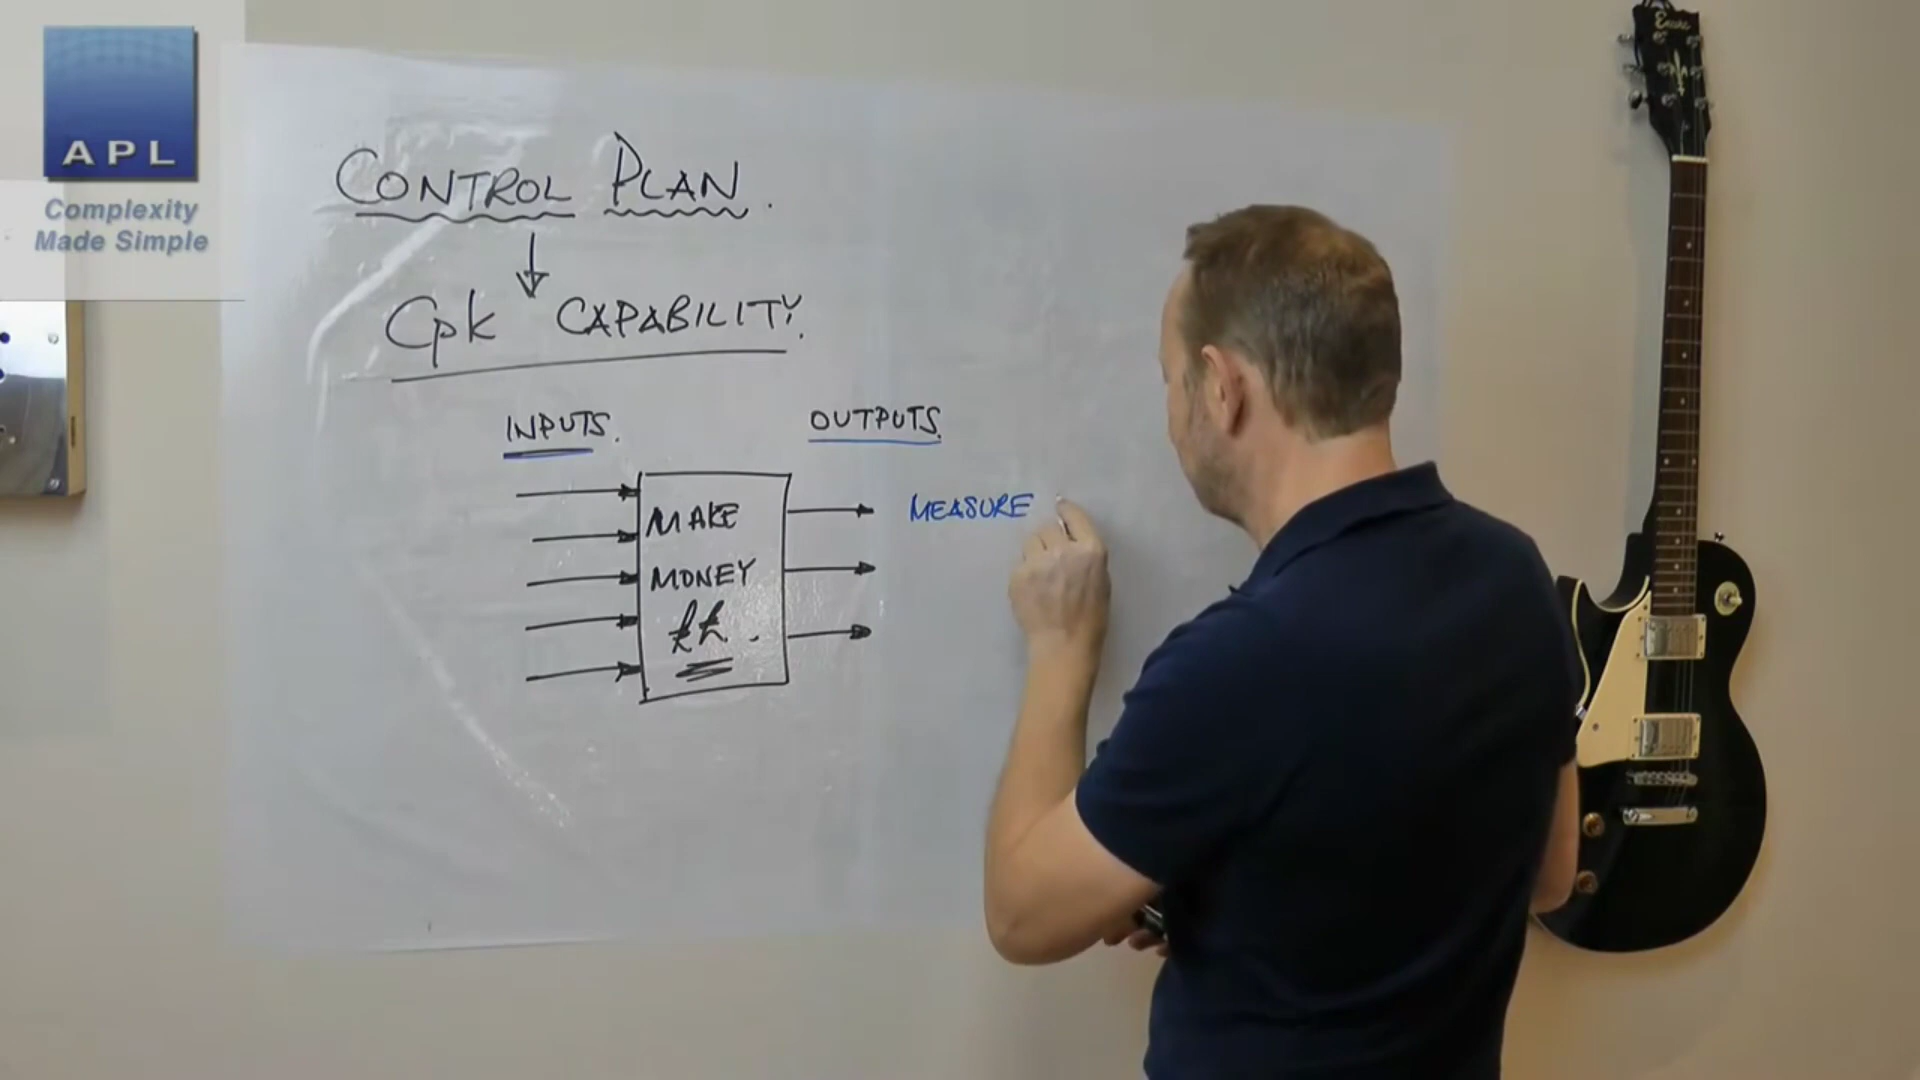 APL
Complexity
Made Simple
CONTROL PLAN.
Cpk CAPABILITY.
INPUTS.
OUTPUTS.
MAKE
MONEY
££.
MEASURE